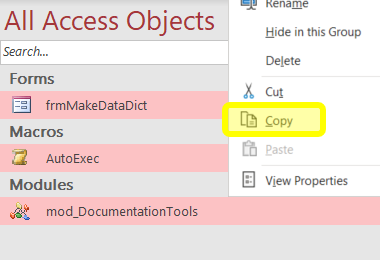 All Access Objects
Search...
Forms
frmMakeDataDict
Macros
AutoExec
Modules
mod_DocumentationTools
Rename
Hide in this Group
Delete
Cut
Copy
Paste
View Properties